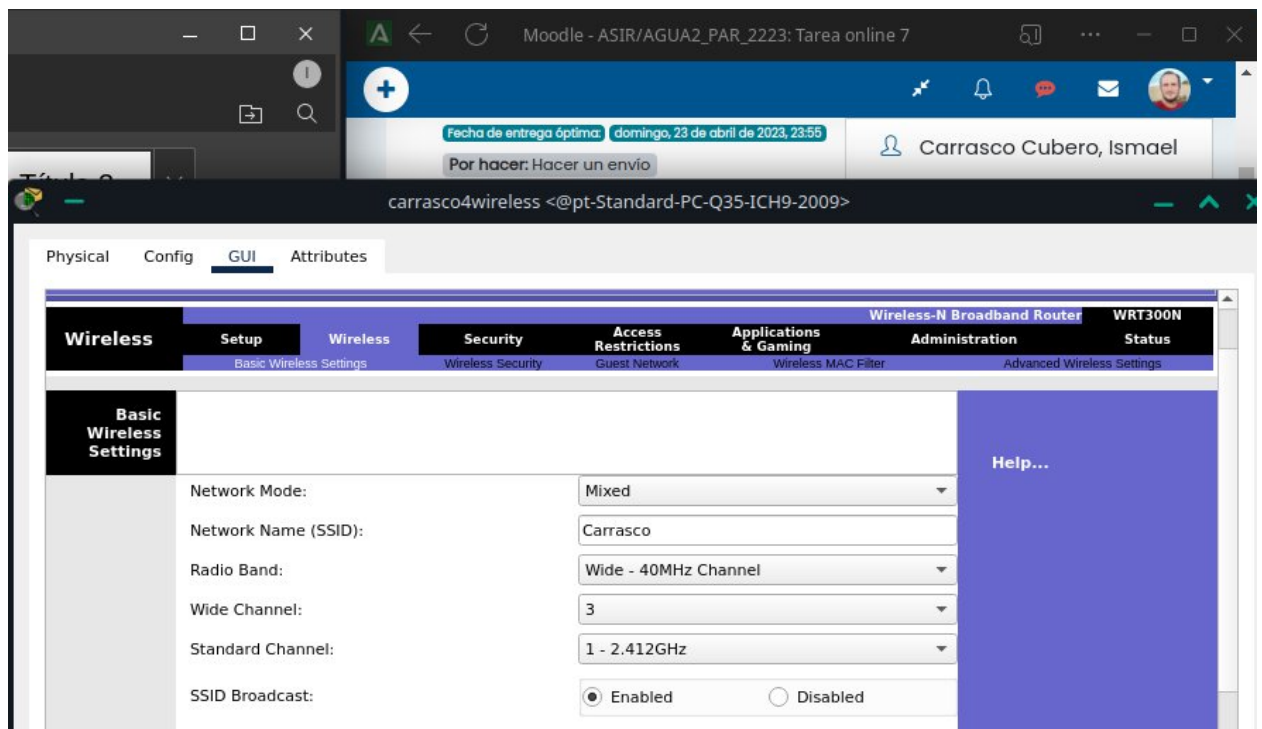 Moodle - ASIR/AGUA2_PAR_2223: Tarea online 7
Fecha de entrega óptima: domingo, 23 de abril de 2023, 23:55
Por hacer: Hacer un envío
Carrasco Cubero, Ismael
carrasco4wireless <@pt-Standard-PC-Q35-ICH9-2009>
Physical Config GUI Attributes
Wireless-N Broadband Router WRT300N
Wireless
Setup Wireless Security Access Restrictions Applications & Gaming Administration Status
Basic Wireless Settings Wireless Security Guest Network Wireless MAC Filter Advanced Wireless Settings
Basic
Wireless
Settings
Help...
Network Mode: Mixed
Network Name (SSID): Carrasco
Radio Band: Wide - 40MHz Channel
Wide Channel: 3
Standard Channel: 1 - 2.412GHz
SSID Broadcast: Enabled Disabled